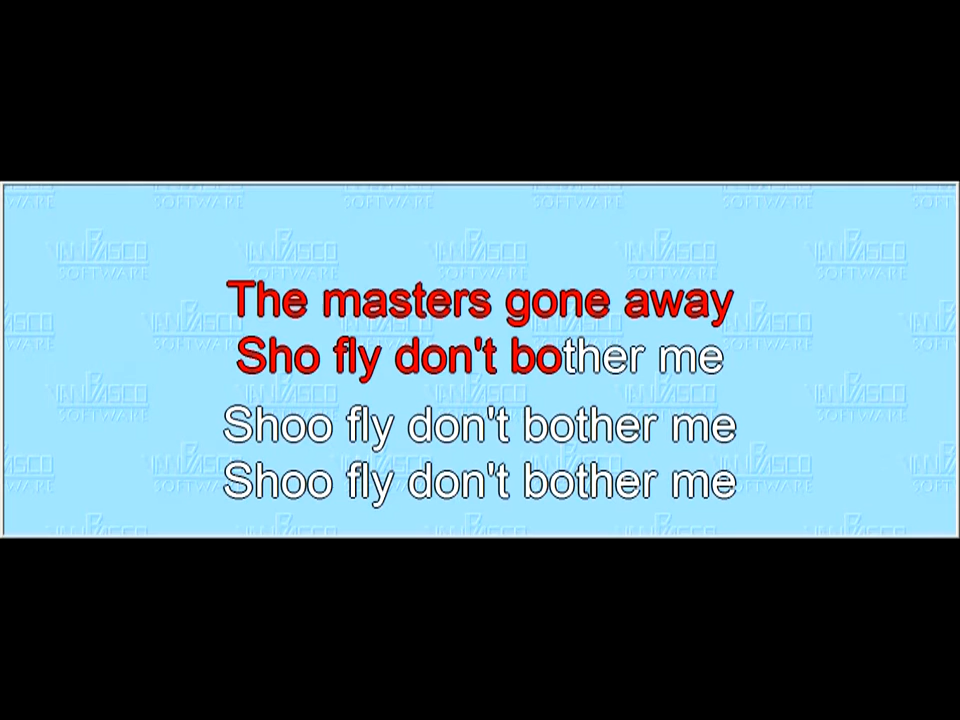 The masters gone away
Sho fly don't bother me
Shoo fly don't bother me
Shoo fly don't bother me